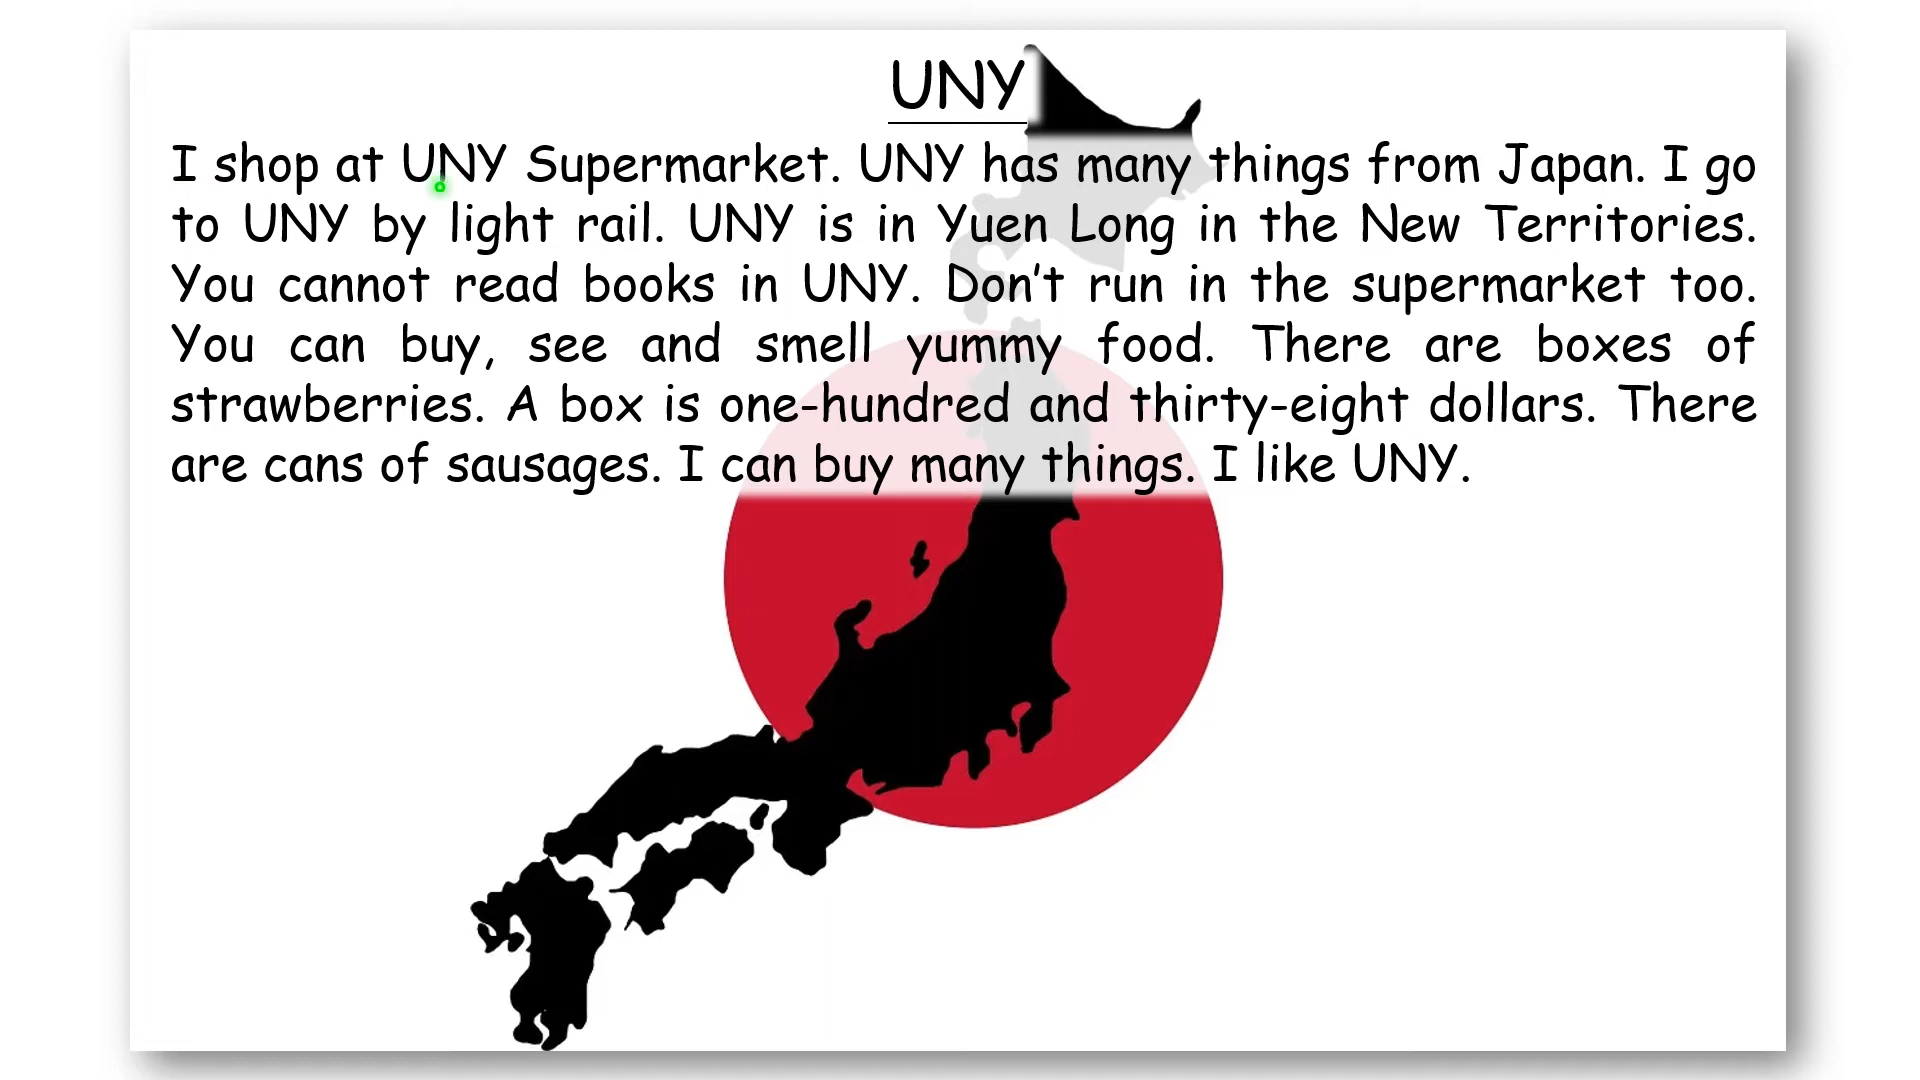 UNY
I shop at UNY Supermarket. UNY has many things from Japan. I go
to UNY by light rail. UNY is in Yuen Long in the New Territories.
You cannot read books in UNY. Don’t run in the supermarket too.
You can buy, see and smell yummy food. There are boxes of
strawberries. A box is one-hundred and thirty-eight dollars. There
are cans of sausages. I can buy many things. I like UNY.